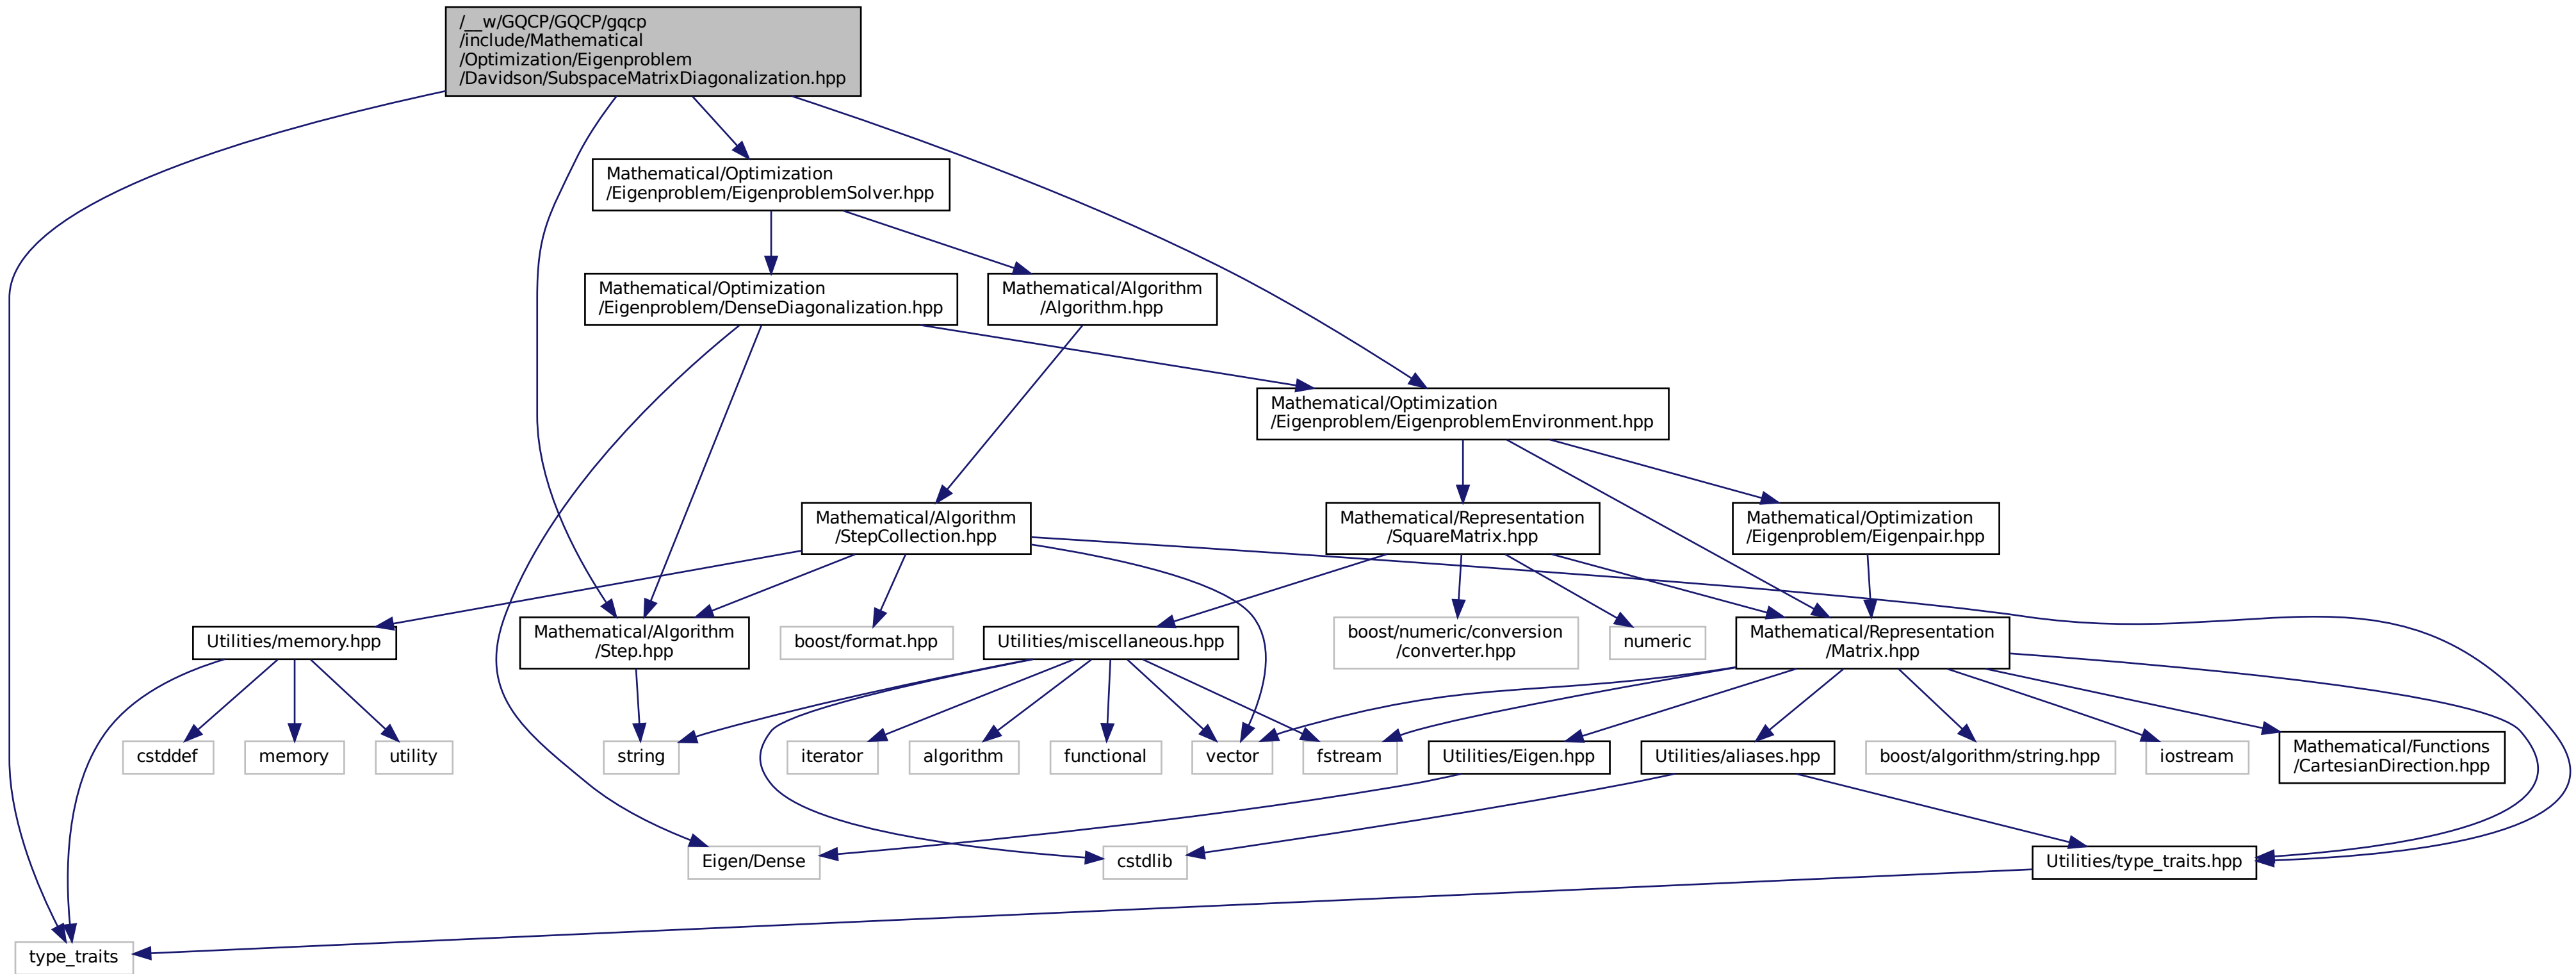 /__w/GQCP/GQCP/gqcp
/include/Mathematical
/Optimization/Eigenproblem
/Davidson/SubspaceMatrixDiagonalization.hpp
Mathematical/Optimization
/Eigenproblem/EigenproblemSolver.hpp
Mathematical/Optimization
/Eigenproblem/DenseDiagonalization.hpp
Mathematical/Algorithm
/Algorithm.hpp
Mathematical/Optimization
/Eigenproblem/EigenproblemEnvironment.hpp
Mathematical/Algorithm
/StepCollection.hpp
Mathematical/Representation
/SquareMatrix.hpp
Mathematical/Optimization
/Eigenproblem/Eigenpair.hpp
Utilities/memory.hpp
Mathematical/Algorithm
/Step.hpp
boost/format.hpp
Utilities/miscellaneous.hpp
boost/numeric/conversion
/converter.hpp
numeric
Mathematical/Representation
/Matrix.hpp
cstddef
memory
utility
string
iterator
algorithm
functional
vector
fstream
Utilities/Eigen.hpp
Utilities/aliases.hpp
boost/algorithm/string.hpp
iostream
Mathematical/Functions
/CartesianDirection.hpp
Eigen/Dense
cstdlib
Utilities/type_traits.hpp
type_traits